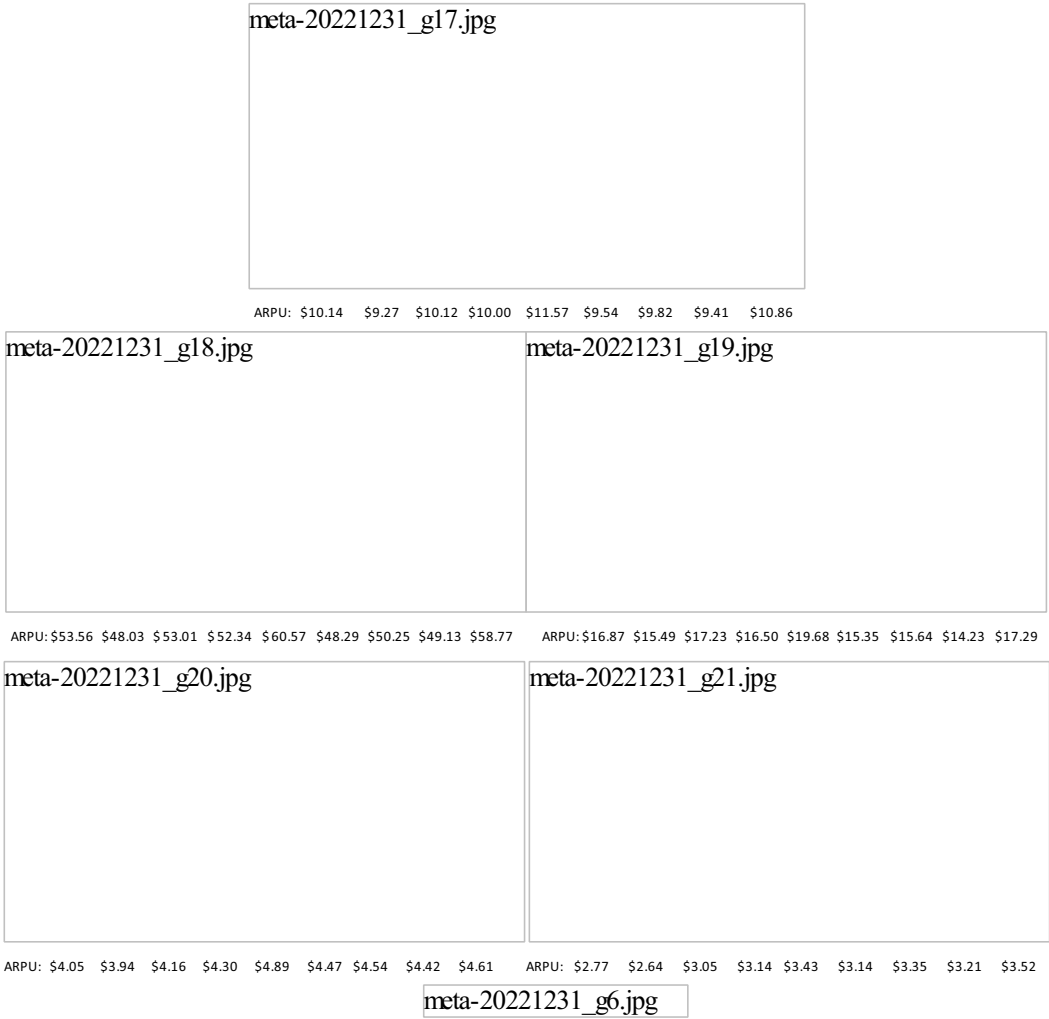 meta-20221231_g17.jpg
ARPU: $10.14 $9.27 $10.12 $10.00 $11.57 $9.54 $9.82 $9.41 $10.86
meta-20221231_g18.jpg
meta-20221231_g19.jpg
ARPU: $53.56 $48.03 $53.01 $52.34 $60.57 $48.29 $50.25 $49.13 $58.77
ARPU: $16.87 $15.49 $17.23 $16.50 $19.68 $15.35 $15.64 $14.23 $17.29
meta-20221231_g20.jpg
meta-20221231_g21.jpg
ARPU: $4.05 $3.94 $4.16 $4.30 $4.89 $4.47 $4.54 $4.42 $4.61
ARPU: $2.77 $2.64 $3.05 $3.14 $3.43 $3.14 $3.35 $3.21 $3.52
meta-20221231_g6.jpg